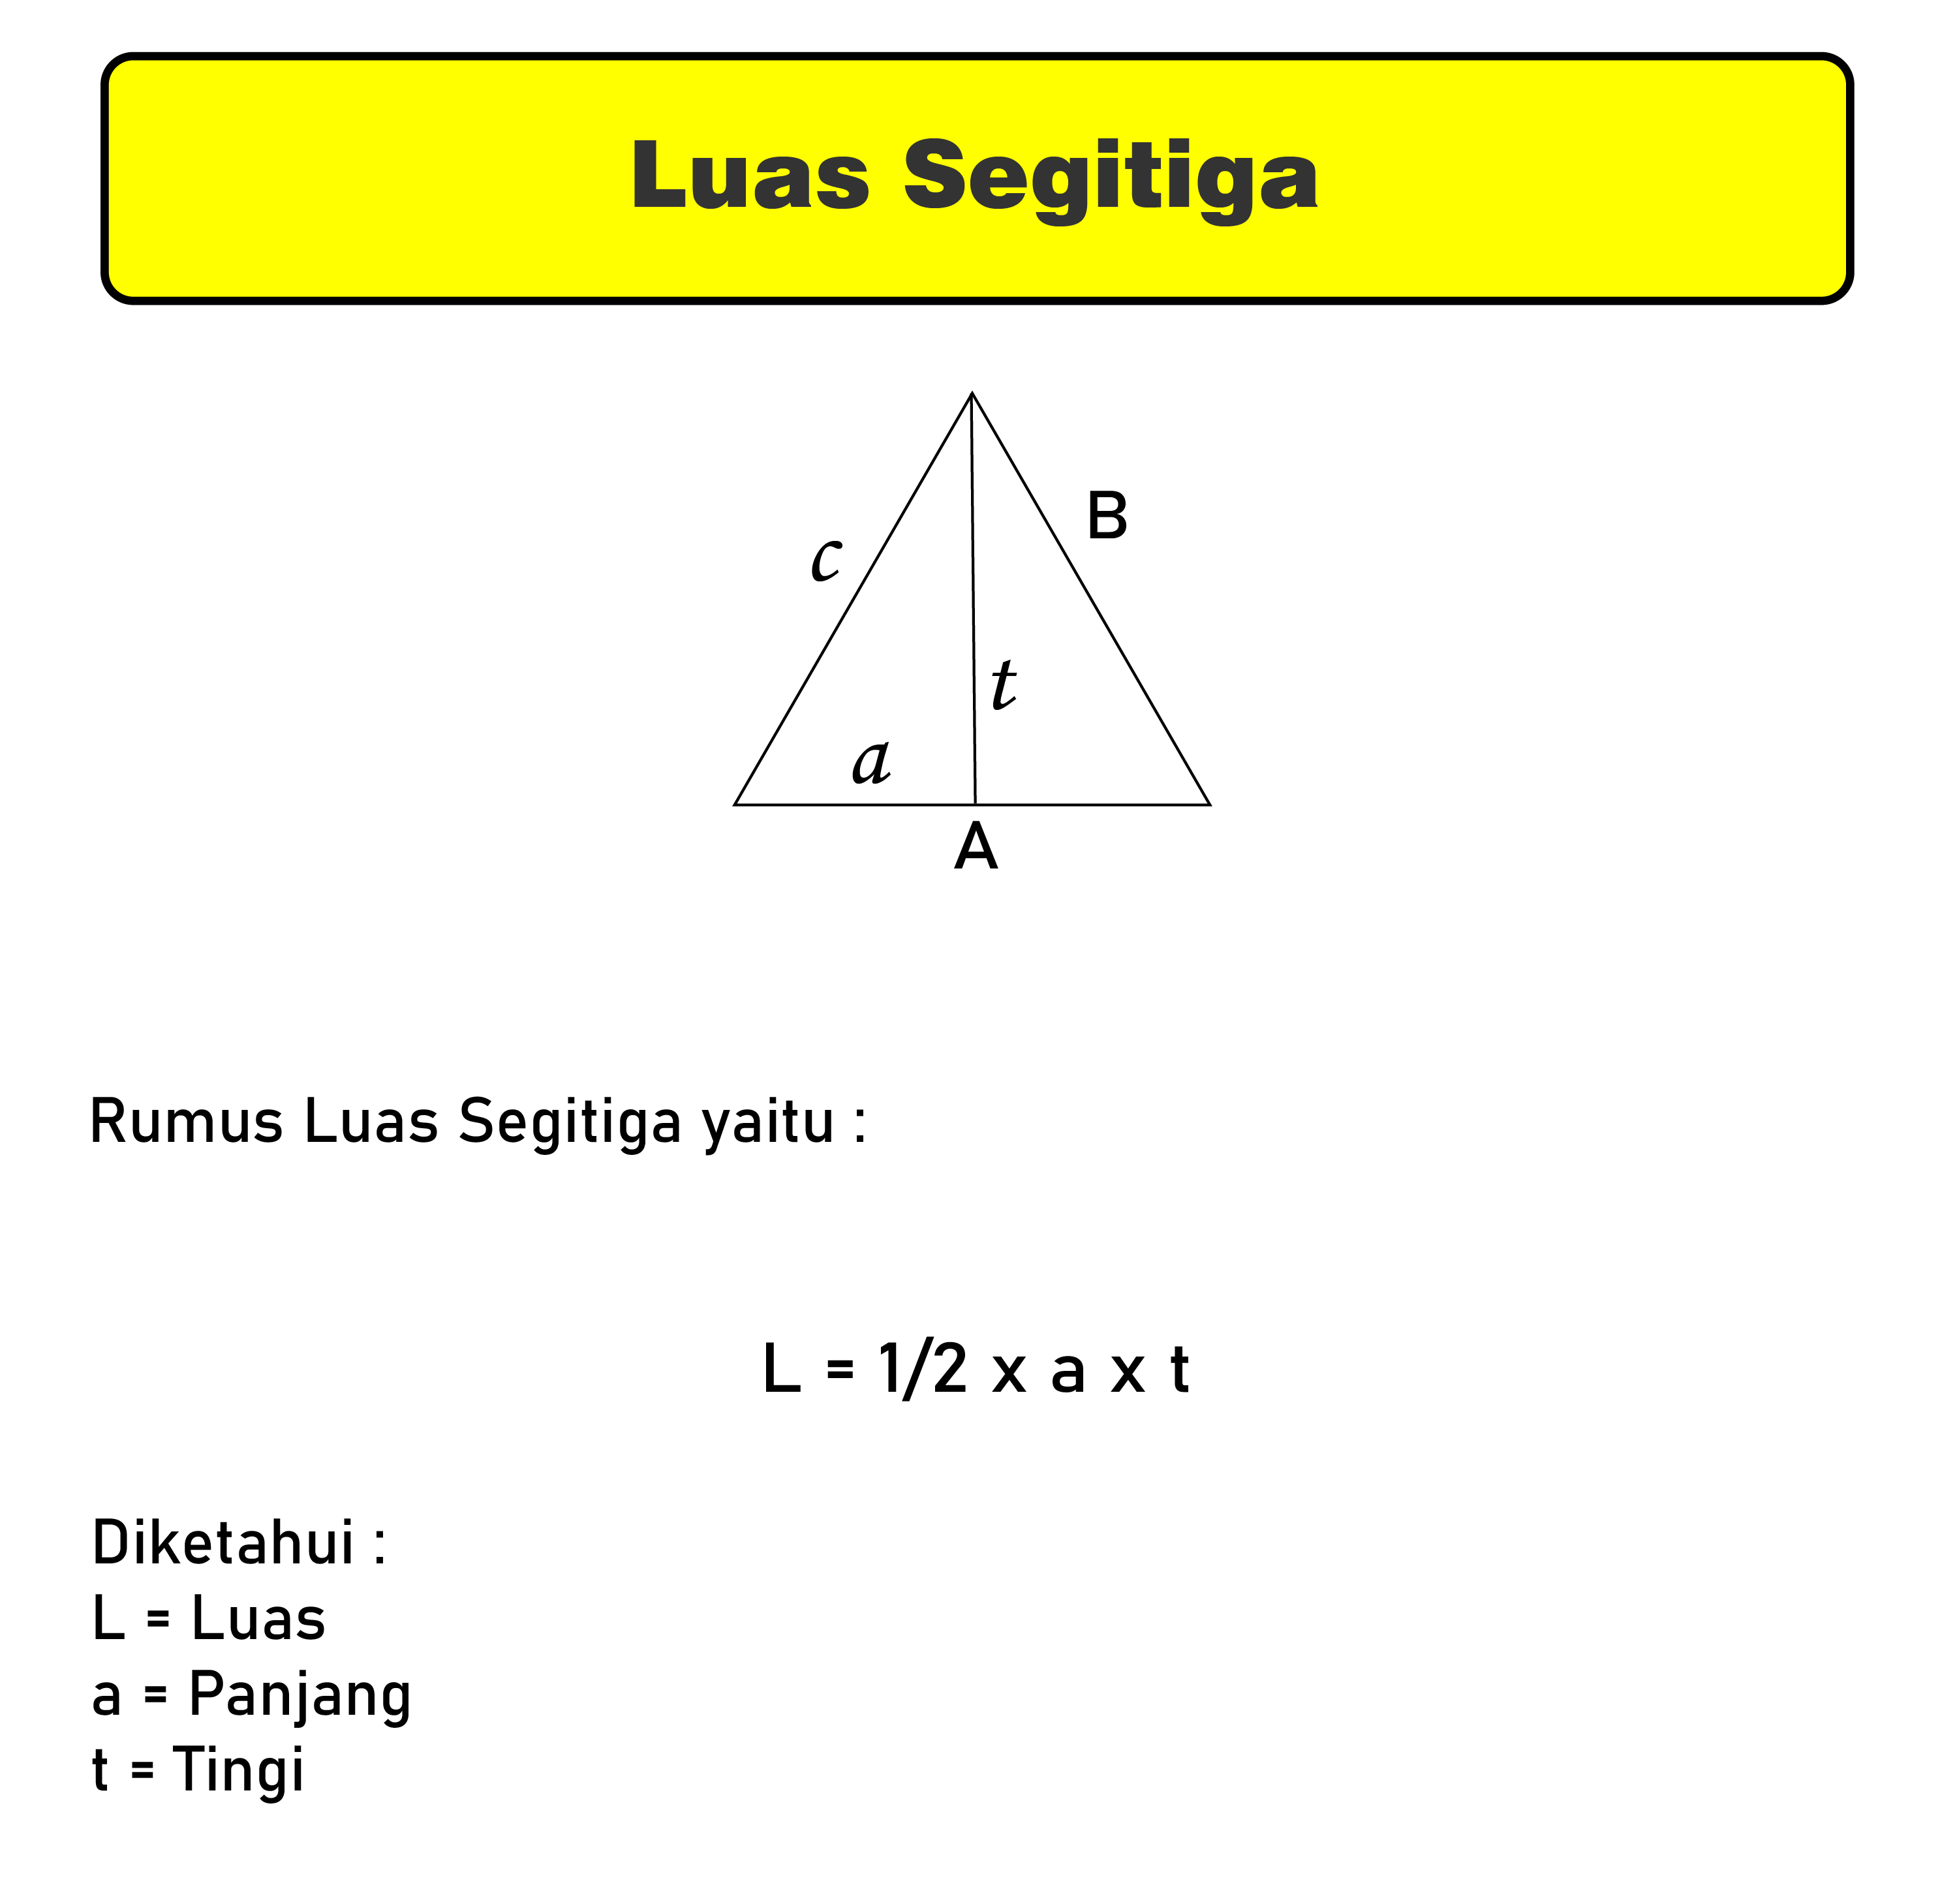 Luas Segitiga
B
c
t
a
A
Rumus Luas Segitiga yaitu :
L = 1/2 x a x t
Diketahui :
L = Luas
a = Panjang
t = Tingi